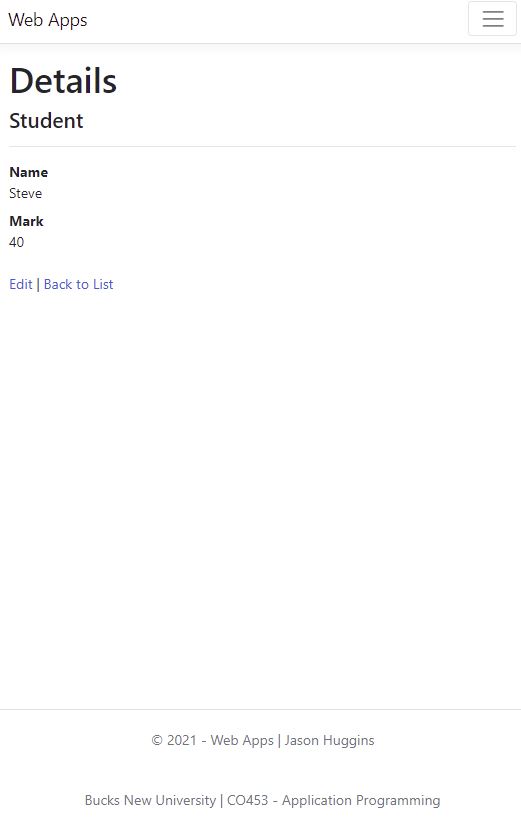 Web Apps
Details
Student
Name
Steve
Mark
40
Edit | Back to List
© 2021 - Web Apps | Jason Huggins
Bucks New University | CO453 - Application Programming